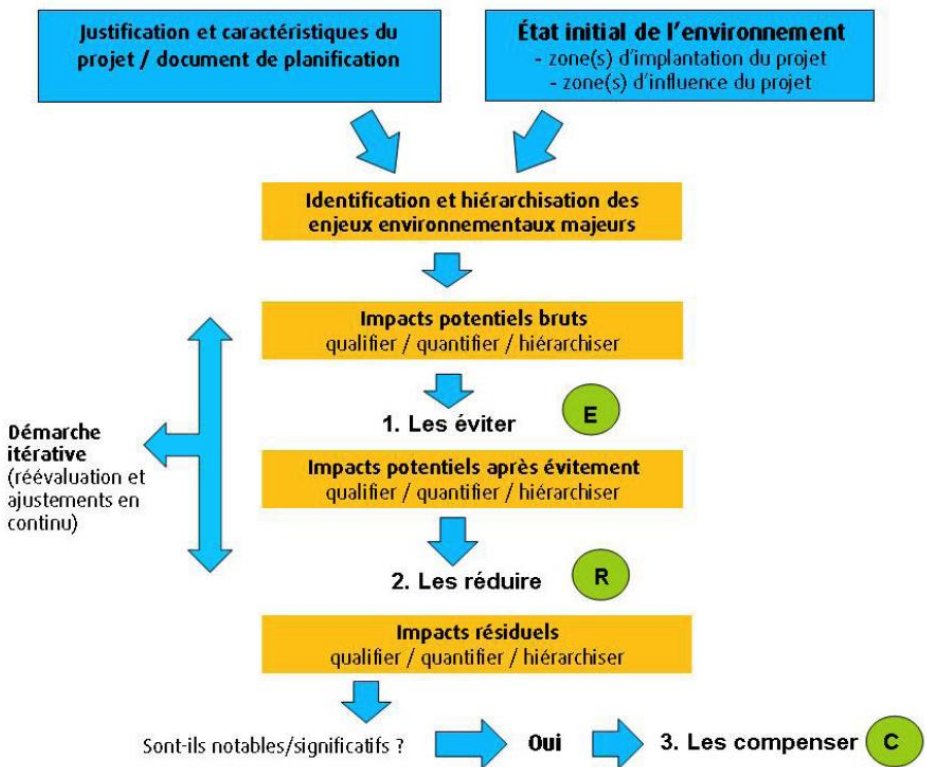 Justification et caractéristiques du
projet / document de planification
État initial de l'environnement
- zone(s) d'implantation du projet
- zone(s) d'influence du projet
Identification et hiérarchisation des
enjeux environnementaux majeurs
Impacts potentiels bruts
qualifier / quantifier / hiérarchiser
1. Les éviter
E
Démarche
itérative
(réévaluation et
ajustements en
continu)
Impacts potentiels après évitement
qualifier / quantifier / hiérarchiser
2. Les réduire
R
Impacts résiduels
qualifier / quantifier / hiérarchiser
Sont-ils notables/significatifs ?
Oui
3. Les compenser
C